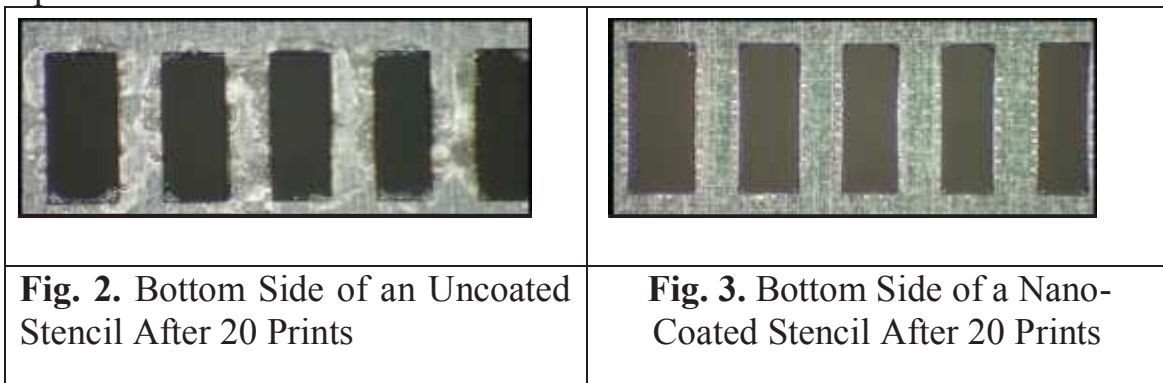 Fig. 2. Bottom Side of an Uncoated
Stencil After 20 Prints
Fig. 3. Bottom Side of a Nano-
Coated Stencil After 20 Prints